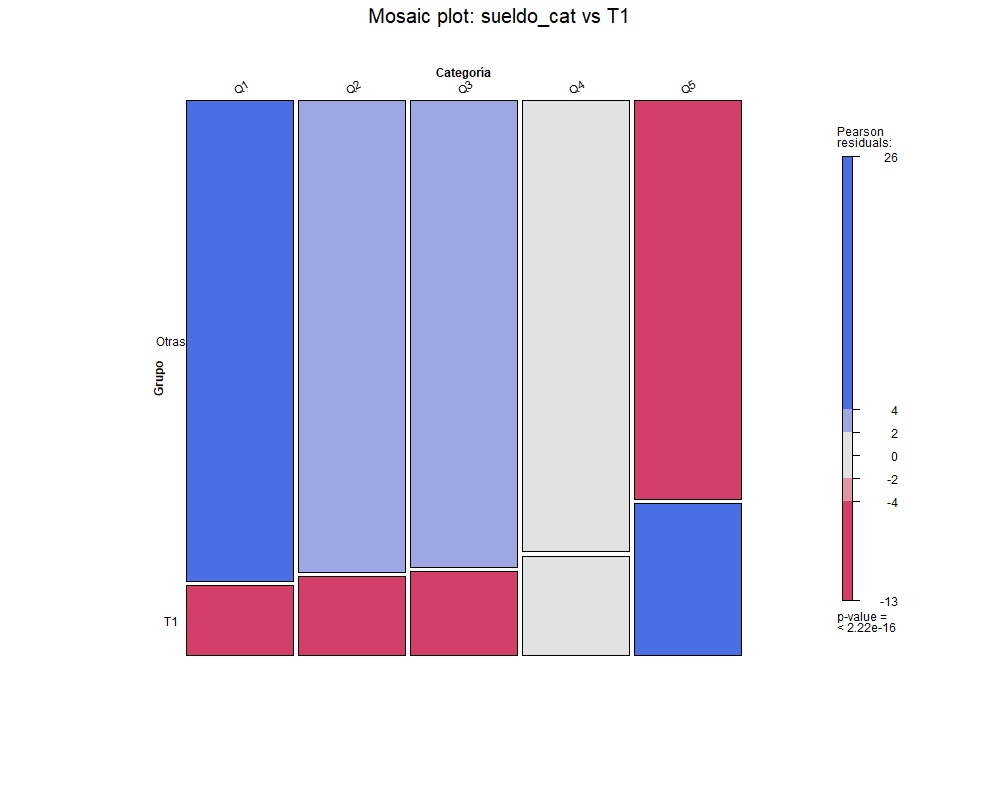 Mosaic plot: sueldo_cat vs T1
Categoría
Q1 Q2 Q3 Q4 Q5
Otras
Grupo
T1
Pearson
residuals:
26
4
2
0
-2
-4
-13
p-value =
< 2.22e-16